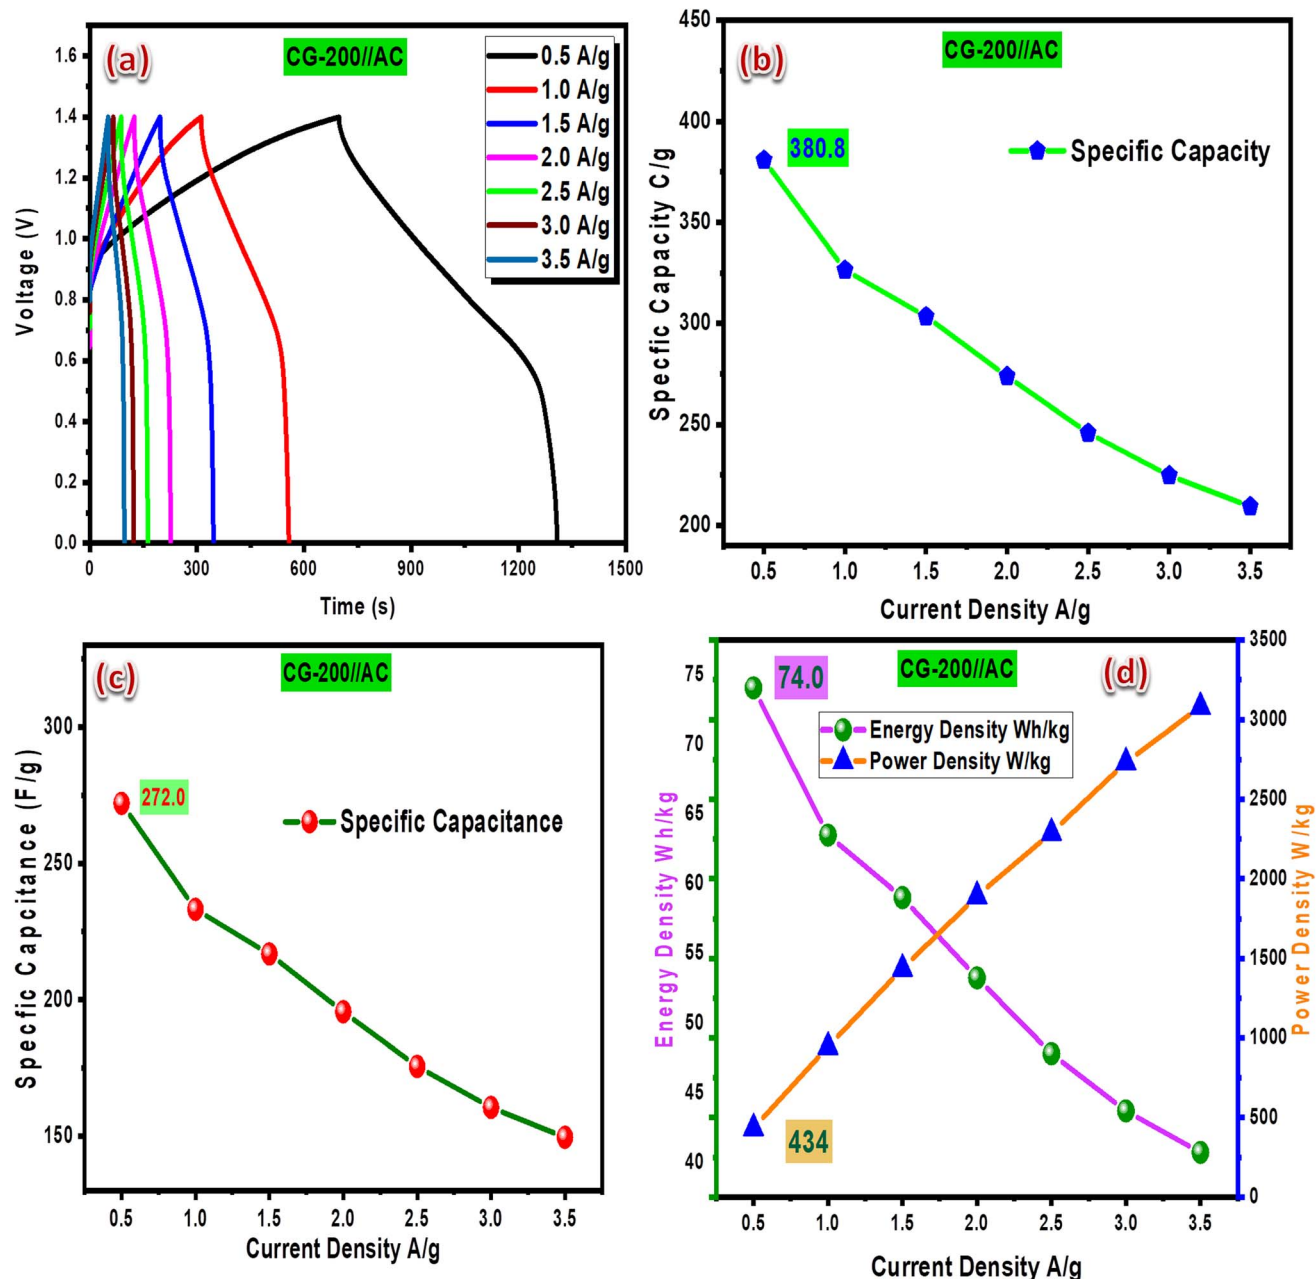 (a)
CG-200//AC
0.5 A/g
1.0 A/g
1.5 A/g
2.0 A/g
2.5 A/g
3.0 A/g
3.5 A/g
Voltage (V)
1.6
1.4
1.2
1.0
0.8
0.6
0.4
0.2
0.0
0 300 600 900 1200 1500
Time (s)
(b)
CG-200//AC
380.8
Specific Capacity
Specfic Capacity C/g
450
400
350
300
250
200
0.5 1.0 1.5 2.0 2.5 3.0 3.5
Current Density A/g
(c)
CG-200//AC
272.0
Specific Capacitance
Specfic Capacitance (F/g)
300
250
200
150
0.5 1.0 1.5 2.0 2.5 3.0 3.5
Current Density A/g
(d)
CG-200//AC
74.0
Energy Density Wh/kg
Power Density W/kg
434
Energy Density Wh/kg
75
70
65
60
55
50
45
40
3500
3000
2500
2000
1500
1000
500
0
Power Density W/kg
0.5 1.0 1.5 2.0 2.5 3.0 3.5
Current Density A/g